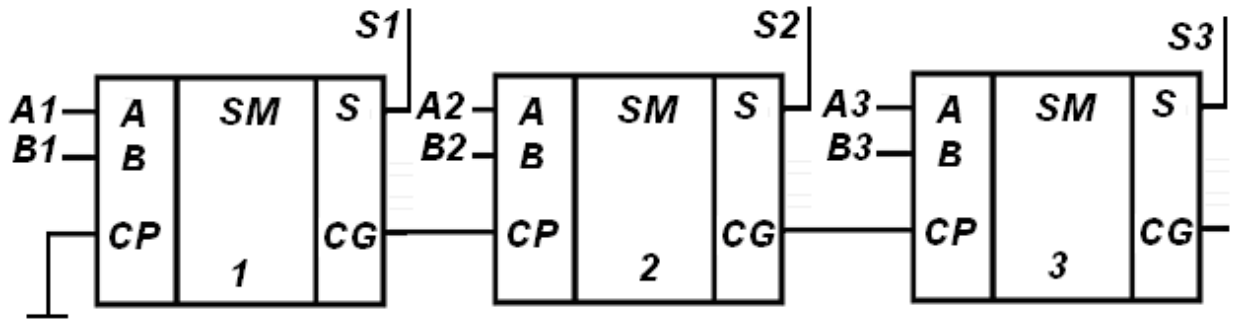 S1 S2 S3
A1 A SM S A2 A SM S A3 A SM S
B1 B B2 B B3 B
CP CG CP CG CP CG
1 2 3